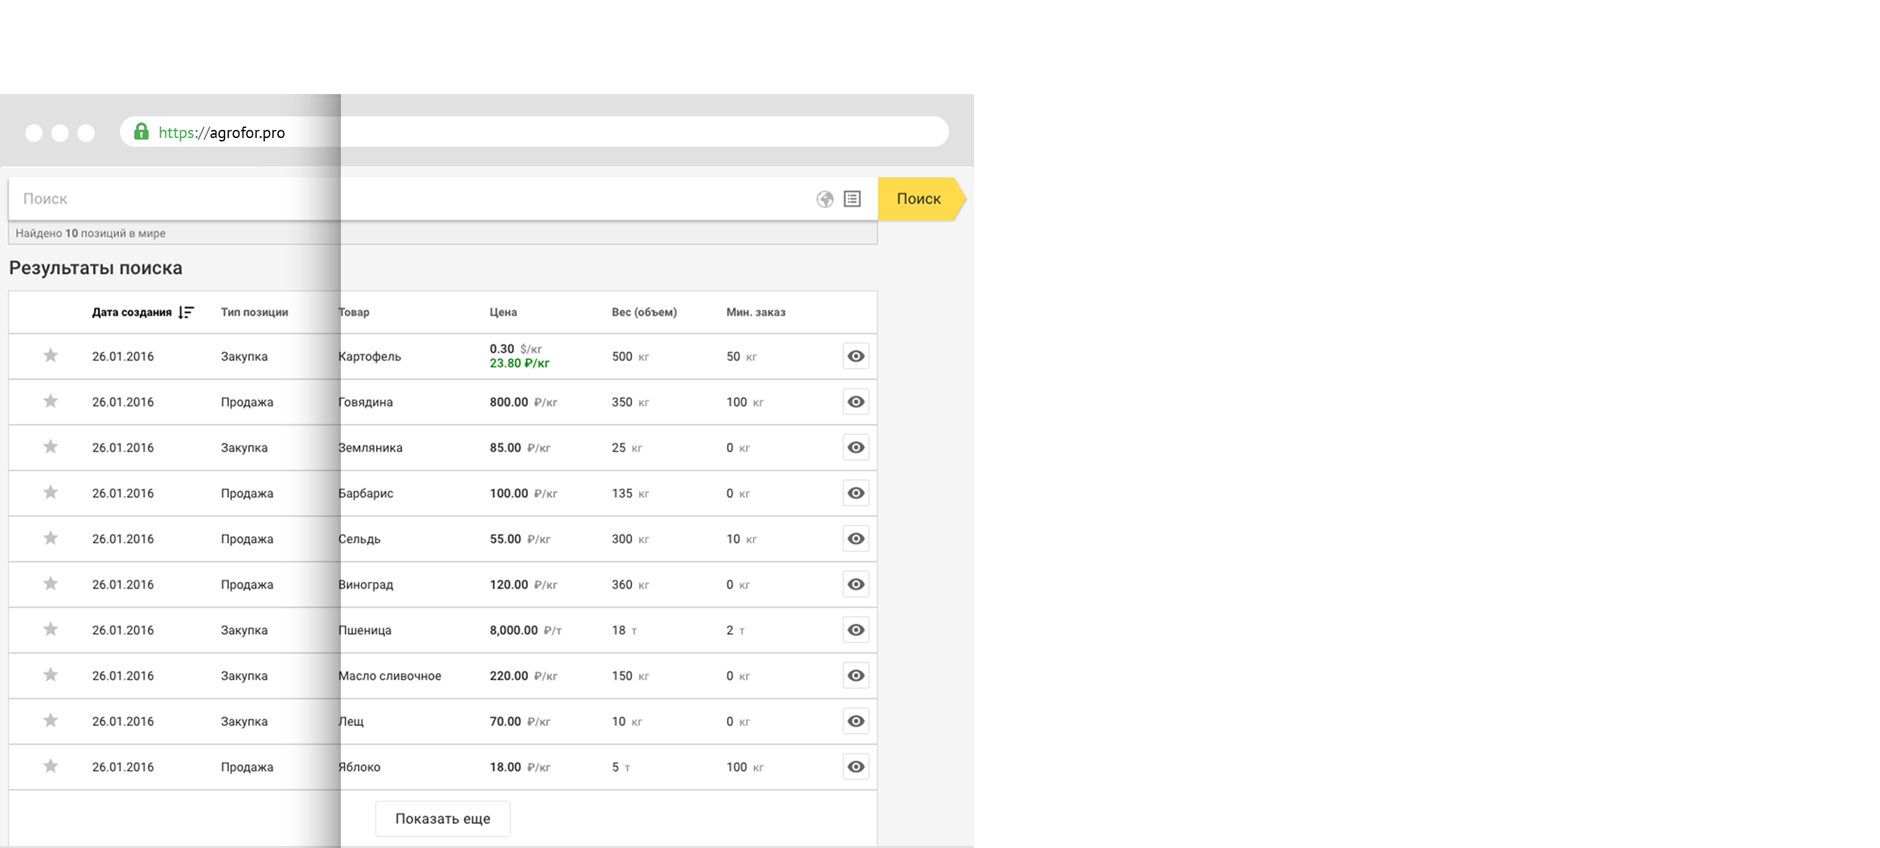 https://agrofor.pro
Поиск Поиск
Найдено 10 позиций в мире
Результаты поиска
Дата создания Тип позиции Товар Цена Вес (объем) Мин. заказ
26.01.2016 Закупка Картофель 0.30 $/кг 500 кг 50 кг
23.80 ₽/кг
26.01.2016 Продажа Говядина 800.00 ₽/кг 350 кг 100 кг
26.01.2016 Закупка Земляника 85.00 ₽/кг 25 кг 0 кг
26.01.2016 Продажа Барбарис 100.00 ₽/кг 135 кг 0 кг
26.01.2016 Продажа Сельдь 55.00 ₽/кг 300 кг 10 кг
26.01.2016 Продажа Виноград 120.00 ₽/кг 360 кг 0 кг
26.01.2016 Закупка Пшеница 8,000.00 ₽/т 18 т 2 т
26.01.2016 Закупка Масло сливочное 220.00 ₽/кг 150 кг 0 кг
26.01.2016 Закупка Лещ 70.00 ₽/кг 10 кг 0 кг
26.01.2016 Продажа Яблоко 18.00 ₽/кг 5 т 100 кг
Показать еще